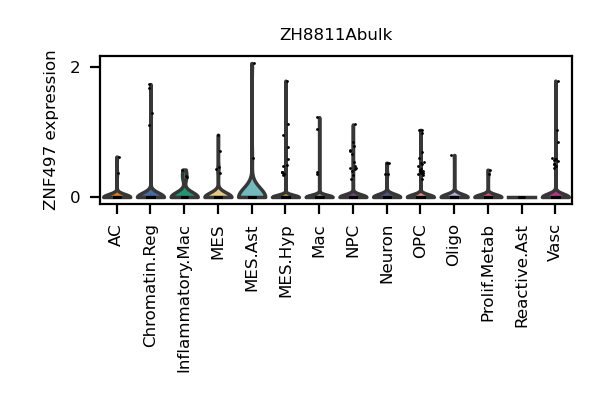 ZH8811Abulk
ZNF497 expression
2
0
AC
Chromatin.Reg
Inflammatory.Mac
MES
MES.Ast
MES.Hyp
Mac
NPC
Neuron
OPC
Oligo
Prolif.Metab
Reactive.Ast
Vasc